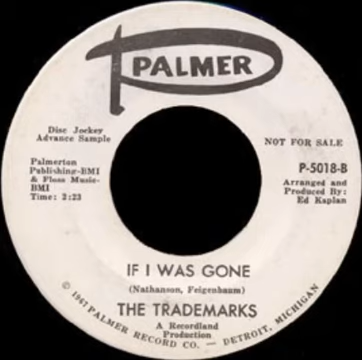 PALMER
Disc Jockey
Advance Sample
NOT FOR SALE
Palmerton
Publishing-BMI
& Floss Music-
BMI
Time: 2:23
P-5018-B
Arranged and
Produced By:
Ed Kaplan
IF I WAS GONE
(Nathanson, Feigenbaum)
THE TRADEMARKS
A Recordland
Production
© 1967 PALMER RECORD CO. — DETROIT, MICHIGAN